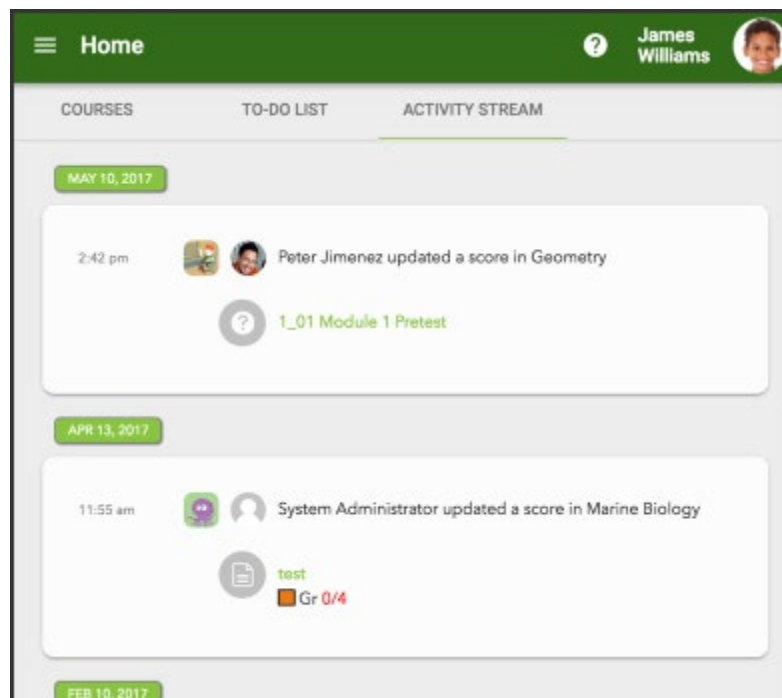 Home
?
James
Williams
COURSES TO-DO LIST ACTIVITY STREAM
MAY 10, 2017
2:42 pm Peter Jimenez updated a score in Geometry
?
1_01 Module 1 Pretest
APR 13, 2017
11:55 am System Administrator updated a score in Marine Biology
test
Gr 0/4
FEB 10, 2017